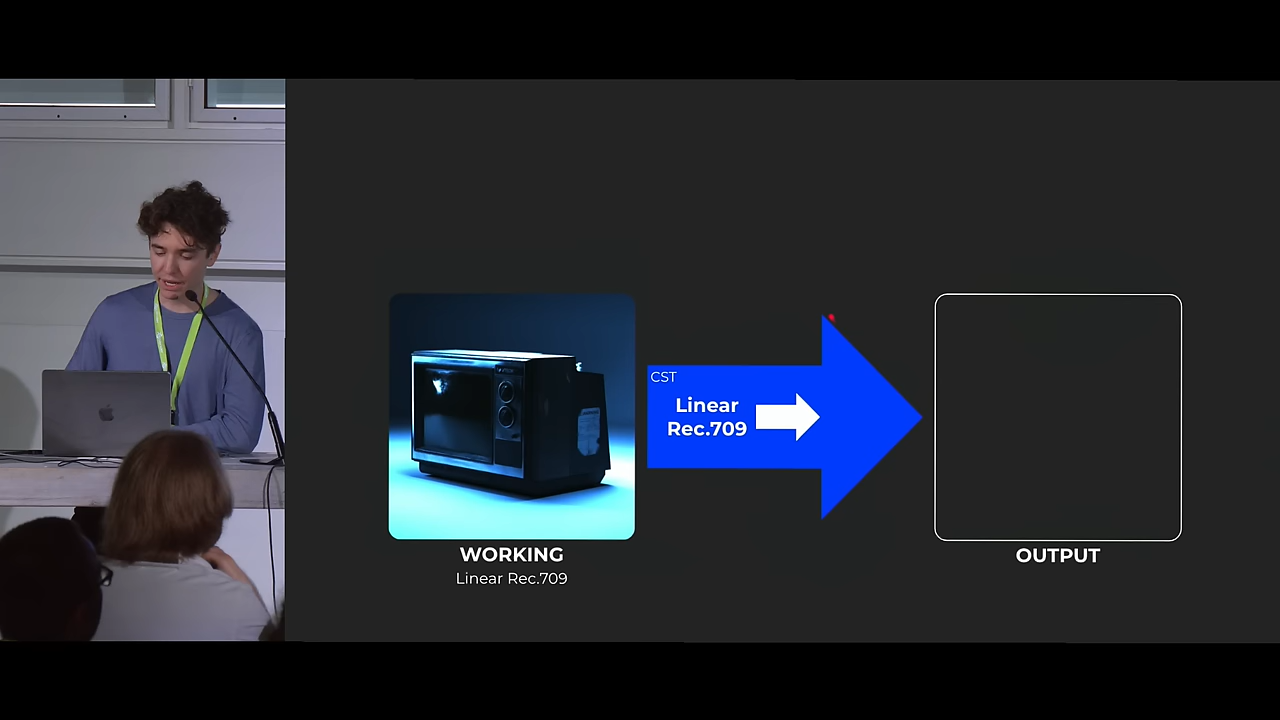 CST
Linear
Rec.709
WORKING
Linear Rec.709
OUTPUT